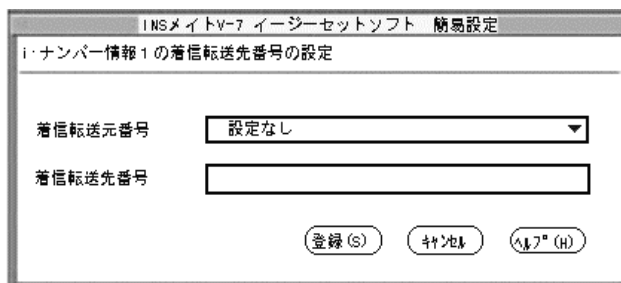 INSメイトV-7 イージーセットソフト 簡易設定
i・ナンバー情報1の着信転送先番号の設定
着信転送元番号 設定なし
着信転送先番号
登録(S) ｷｬﾝｾﾙ ﾍﾙﾌﾟ(H)